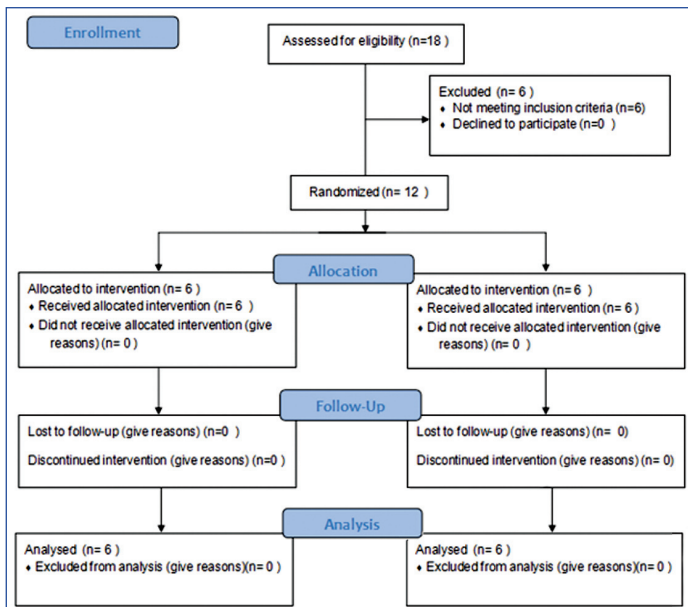 Enrollment
Assessed for eligibility (n=18 )
Excluded (n= 6 )
♦ Not meeting inclusion criteria (n=6)
♦ Declined to participate (n=0 )
Randomized (n= 12 )
Allocation
Allocated to intervention (n= 6 )
♦ Received allocated intervention (n= 6 )
♦ Did not receive allocated intervention (give
reasons) (n= 0 )
Allocated to intervention (n= 6 )
♦ Received allocated intervention (n= 6 )
♦ Did not receive allocated intervention (give
reasons) (n= 0 )
Follow-Up
Lost to follow-up (give reasons) (n=0 )
Discontinued intervention (give reasons) (n=0 )
Lost to follow-up (give reasons) (n= 0)
Discontinued intervention (give reasons) (n= 0)
Analysis
Analysed (n= 6 )
♦ Excluded from analysis (give reasons)(n= 0 )
Analysed (n= 6 )
♦ Excluded from analysis (give reasons)(n= 0 )